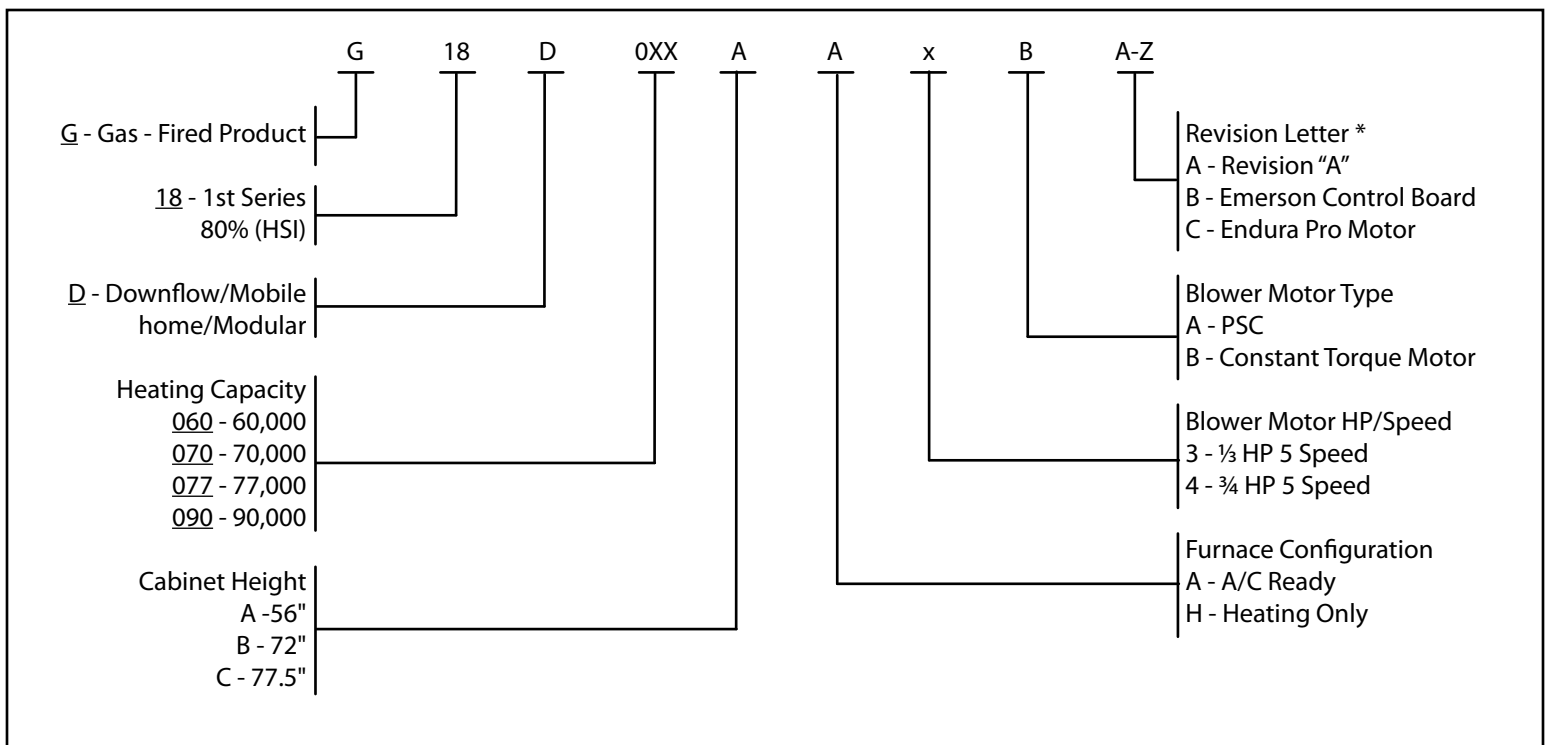 G 18 D 0XX A A x B A-Z
G - Gas - Fired Product
18 - 1st Series
80% (HSI)
D - Downflow/Mobile
home/Modular
Heating Capacity
060 - 60,000
070 - 70,000
077 - 77,000
090 - 90,000
Cabinet Height
A -56"
B - 72"
C - 77.5"
Revision Letter *
A - Revision “A”
B - Emerson Control Board
C - Endura Pro Motor
Blower Motor Type
A - PSC
B - Constant Torque Motor
Blower Motor HP/Speed
3 - ⅓ HP 5 Speed
4 - ¾ HP 5 Speed
Furnace Configuration
A - A/C Ready
H - Heating Only